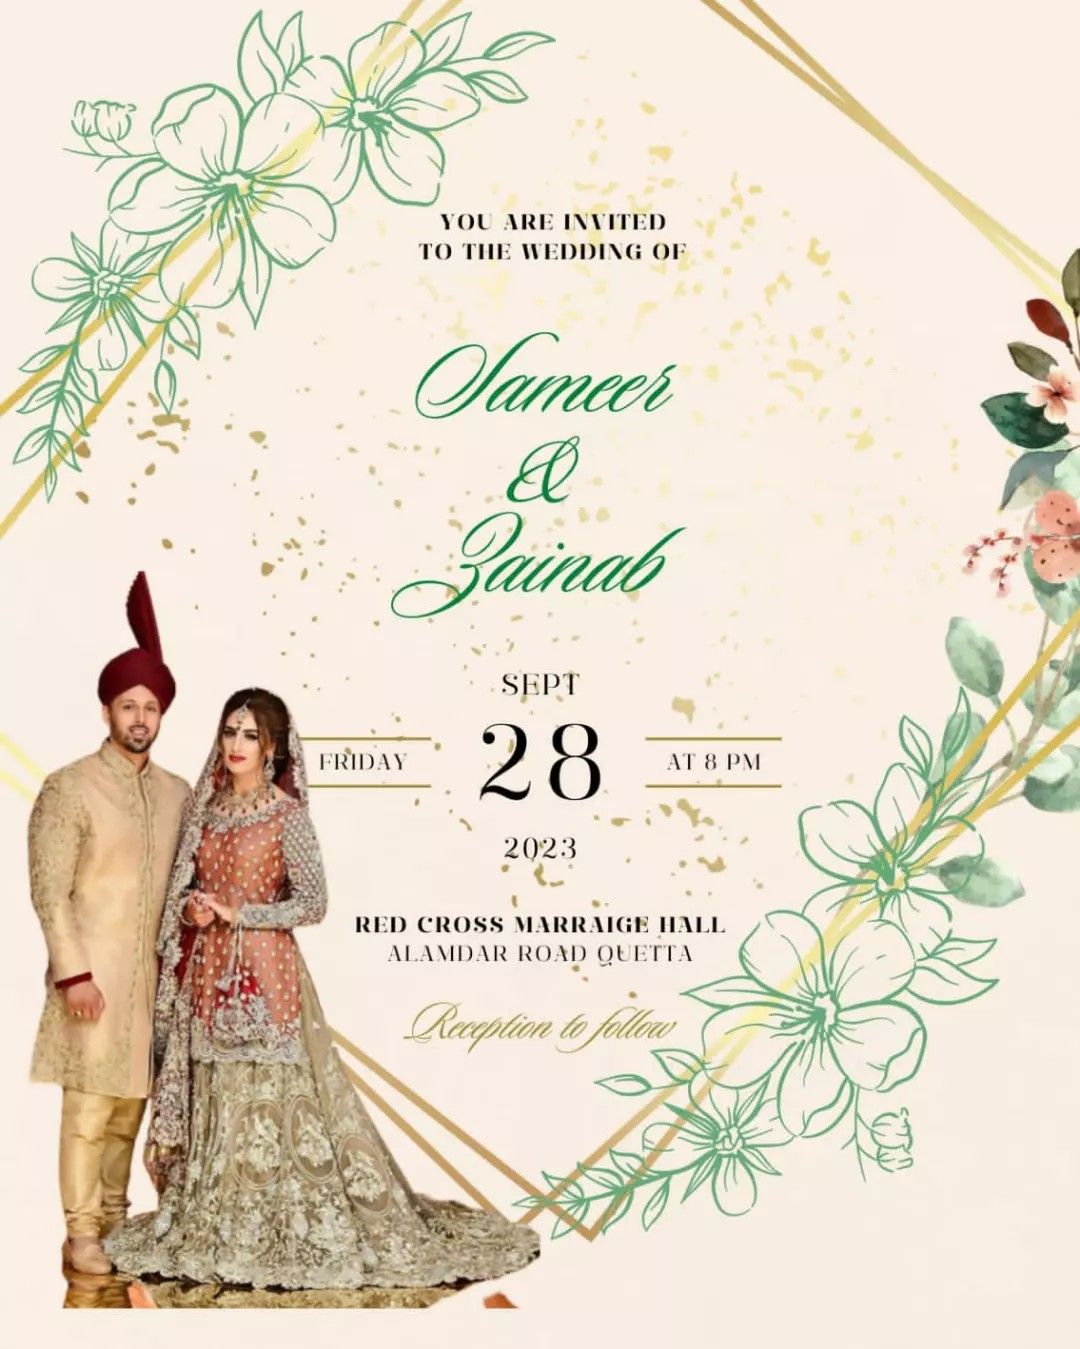 YOU ARE INVITED
TO THE WEDDING OF
Sameer
&
Zainab
SEPT
FRIDAY 28 AT 8 PM
2023
RED CROSS MARRAIGE HALL
ALAMDAR ROAD QUETTA
Reception to follow